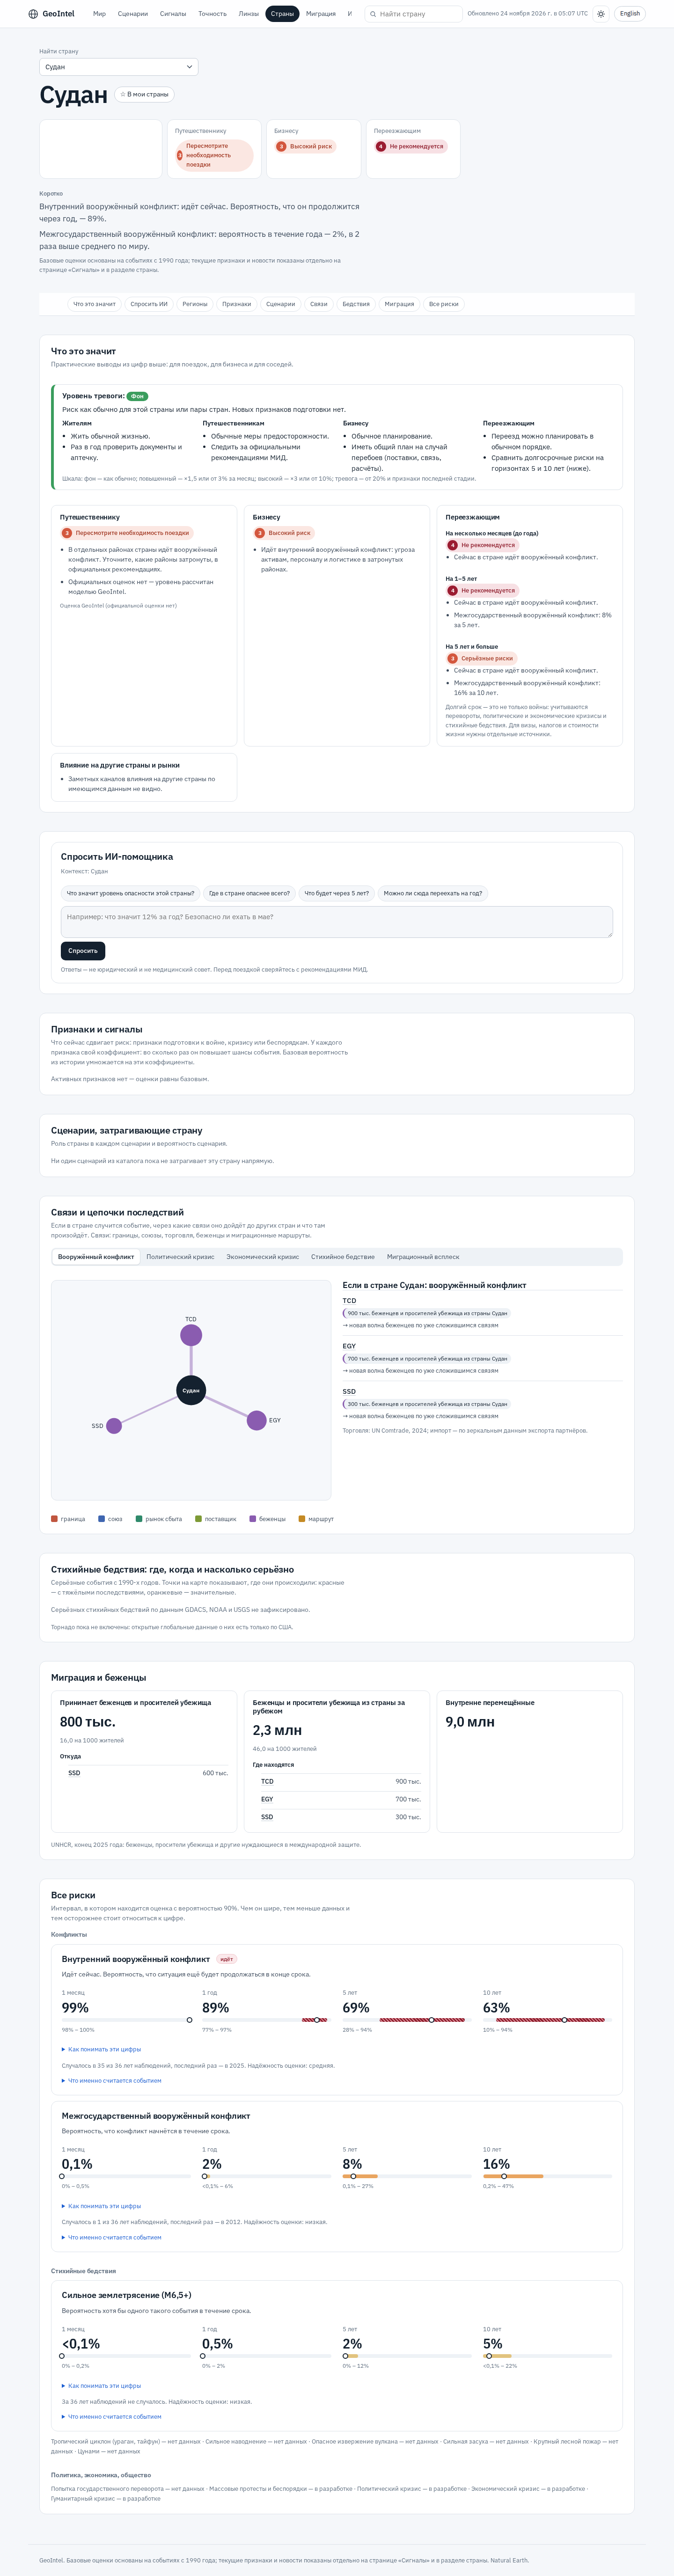 GeoIntel
Мир
Сценарии
Сигналы
Точность
Линзы
Страны
Миграция
И
Найти страну
Обновлено 24 ноября 2026 г. в 05:07 UTC
English
Найти страну
Судан
Судан
☆ В мои страны
Путешественнику
3 Пересмотрите необходимость поездки
Бизнесу
3 Высокий риск
Переезжающим
4 Не рекомендуется
Коротко
Внутренний вооружённый конфликт: идёт сейчас. Вероятность, что он продолжится
через год, — 89%.
Межгосударственный вооружённый конфликт: вероятность в течение года — 2%, в 2
раза выше среднего по миру.
Базовые оценки основаны на событиях с 1990 года; текущие признаки и новости показаны отдельно на
странице «Сигналы» и в разделе страны.
Что это значит
Спросить ИИ
Регионы
Признаки
Сценарии
Связи
Бедствия
Миграция
Все риски
Что это значит
Практические выводы из цифр выше: для поездок, для бизнеса и для соседей.
Уровень тревоги: Фон
Риск как обычно для этой страны или пары стран. Новых признаков подготовки нет.
Жителям
Жить обычной жизнью.
Раз в год проверить документы и
аптечку.
Путешественникам
Обычные меры предосторожности.
Следить за официальными
рекомендациями МИД.
Бизнесу
Обычное планирование.
Иметь общий план на случай
перебоев (поставки, связь,
расчёты).
Переезжающим
Переезд можно планировать в
обычном порядке.
Сравнить долгосрочные риски на
горизонтах 5 и 10 лет (ниже).
Шкала: фон — как обычно; повышенный — ×1,5 или от 3% за месяц; высокий — ×3 или от 10%; тревога — от 20% и признаки последней стадии.
Путешественнику
3 Пересмотрите необходимость поездки
В отдельных районах страны идёт вооружённый
конфликт. Уточните, какие районы затронуты, в
официальных рекомендациях.
Официальных оценок нет — уровень рассчитан
моделью GeoIntel.
Оценка GeoIntel (официальной оценки нет)
Бизнесу
3 Высокий риск
Идёт внутренний вооружённый конфликт: угроза
активам, персоналу и логистике в затронутых
районах.
Переезжающим
На несколько месяцев (до года)
4 Не рекомендуется
Сейчас в стране идёт вооружённый конфликт.
На 1–5 лет
4 Не рекомендуется
Сейчас в стране идёт вооружённый конфликт.
Межгосударственный вооружённый конфликт: 8%
за 5 лет.
На 5 лет и больше
3 Серьёзные риски
Сейчас в стране идёт вооружённый конфликт.
Межгосударственный вооружённый конфликт:
16% за 10 лет.
Долгий срок — это не только войны: учитываются
перевороты, политические и экономические кризисы и
стихийные бедствия. Для визы, налогов и стоимости
жизни нужны отдельные источники.
Влияние на другие страны и рынки
Заметных каналов влияния на другие страны по
имеющимся данным не видно.
Спросить ИИ-помощника
Контекст: Судан
Что значит уровень опасности этой страны?
Где в стране опаснее всего?
Что будет через 5 лет?
Можно ли сюда переехать на год?
Например: что значит 12% за год? Безопасно ли ехать в мае?
Спросить
Ответы — не юридический и не медицинский совет. Перед поездкой сверяйтесь с рекомендациями МИД.
Признаки и сигналы
Что сейчас сдвигает риск: признаки подготовки к войне, кризису или беспорядкам. У каждого
признака свой коэффициент: во сколько раз он повышает шансы события. Базовая вероятность
из истории умножается на эти коэффициенты.
Активных признаков нет — оценки равны базовым.
Сценарии, затрагивающие страну
Роль страны в каждом сценарии и вероятность сценария.
Ни один сценарий из каталога пока не затрагивает эту страну напрямую.
Связи и цепочки последствий
Если в стране случится событие, через какие связи оно дойдёт до других стран и что там
произойдёт. Связи: границы, союзы, торговля, беженцы и миграционные маршруты.
Вооружённый конфликт
Политический кризис
Экономический кризис
Стихийное бедствие
Миграционный всплеск
TCD
Судан
SSD
EGY
Если в стране Судан: вооружённый конфликт
TCD
900 тыс. беженцев и просителей убежища из страны Судан
→ новая волна беженцев по уже сложившимся связям
EGY
700 тыс. беженцев и просителей убежища из страны Судан
→ новая волна беженцев по уже сложившимся связям
SSD
300 тыс. беженцев и просителей убежища из страны Судан
→ новая волна беженцев по уже сложившимся связям
Торговля: UN Comtrade, 2024; импорт — по зеркальным данным экспорта партнёров.
граница
союз
рынок сбыта
поставщик
беженцы
маршрут
Стихийные бедствия: где, когда и насколько серьёзно
Серьёзные события с 1990-х годов. Точки на карте показывают, где они происходили: красные
— с тяжёлыми последствиями, оранжевые — значительные.
Серьёзных стихийных бедствий по данным GDACS, NOAA и USGS не зафиксировано.
Торнадо пока не включены: открытые глобальные данные о них есть только по США.
Миграция и беженцы
Принимает беженцев и просителей убежища
800 тыс.
16,0 на 1000 жителей
Откуда
SSD 600 тыс.
Беженцы и просители убежища из страны за
рубежом
2,3 млн
46,0 на 1000 жителей
Где находятся
TCD 900 тыс.
EGY 700 тыс.
SSD 300 тыс.
Внутренне перемещённые
9,0 млн
UNHCR, конец 2025 года: беженцы, просители убежища и другие нуждающиеся в международной защите.
Все риски
Интервал, в котором находится оценка с вероятностью 90%. Чем он шире, тем меньше данных и
тем осторожнее стоит относиться к цифре.
Конфликты
Внутренний вооружённый конфликт идёт
Идёт сейчас. Вероятность, что ситуация ещё будет продолжаться в конце срока.
1 месяц
99%
98% – 100%
1 год
89%
77% – 97%
5 лет
69%
28% – 94%
10 лет
63%
10% – 94%
Как понимать эти цифры
Случалось в 35 из 36 лет наблюдений, последний раз — в 2025. Надёжность оценки: средняя.
Что именно считается событием
Межгосударственный вооружённый конфликт
Вероятность, что конфликт начнётся в течение срока.
1 месяц
0,1%
0% – 0,5%
1 год
2%
<0,1% – 6%
5 лет
8%
0,1% – 27%
10 лет
16%
0,2% – 47%
Как понимать эти цифры
Случалось в 1 из 36 лет наблюдений, последний раз — в 2012. Надёжность оценки: низкая.
Что именно считается событием
Стихийные бедствия
Сильное землетрясение (M6,5+)
Вероятность хотя бы одного такого события в течение срока.
1 месяц
<0,1%
0% – 0,2%
1 год
0,5%
0% – 2%
5 лет
2%
0% – 12%
10 лет
5%
<0,1% – 22%
Как понимать эти цифры
За 36 лет наблюдений не случалось. Надёжность оценки: низкая.
Что именно считается событием
Тропический циклон (ураган, тайфун) — нет данных · Сильное наводнение — нет данных · Опасное извержение вулкана — нет данных · Сильная засуха — нет данных · Крупный лесной пожар — нет
данных · Цунами — нет данных
Политика, экономика, общество
Попытка государственного переворота — нет данных · Массовые протесты и беспорядки — в разработке · Политический кризис — в разработке · Экономический кризис — в разработке ·
Гуманитарный кризис — в разработке
GeoIntel. Базовые оценки основаны на событиях с 1990 года; текущие признаки и новости показаны отдельно на странице «Сигналы» и в разделе страны. Natural Earth.